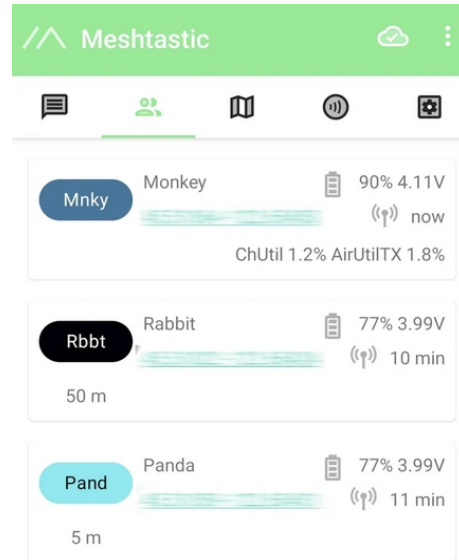 Meshtastic
Mnky Monkey 90% 4.11V
now
ChUtil 1.2% AirUtilTX 1.8%
Rbbt Rabbit 77% 3.99V
10 min
50 m
Pand Panda 77% 3.99V
11 min
5 m